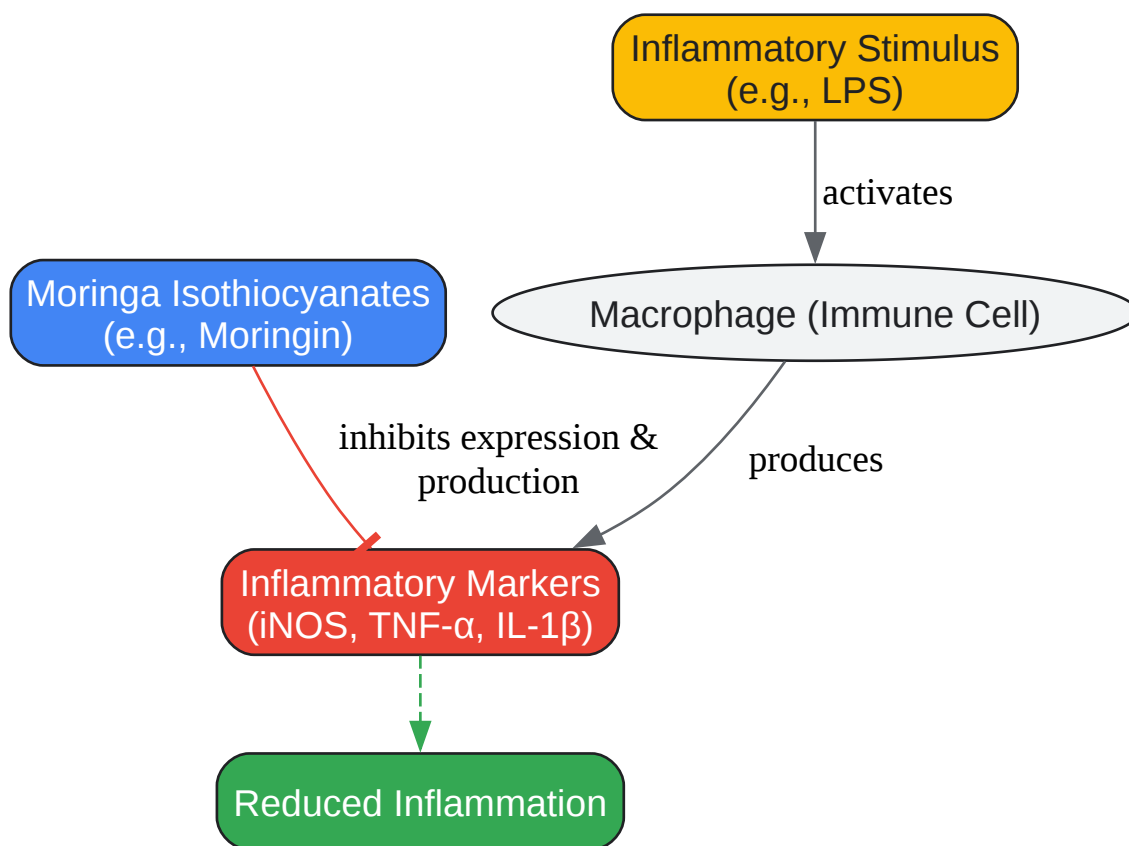 Inflammatory Stimulus
(e.g., LPS)
activates
Moringa Isothiocyanates
(e.g., Moringin)
Macrophage (Immune Cell)
inhibits expression &
production
produces
Inflammatory Markers
(iNOS, TNF-α, IL-1β)
Reduced Inflammation